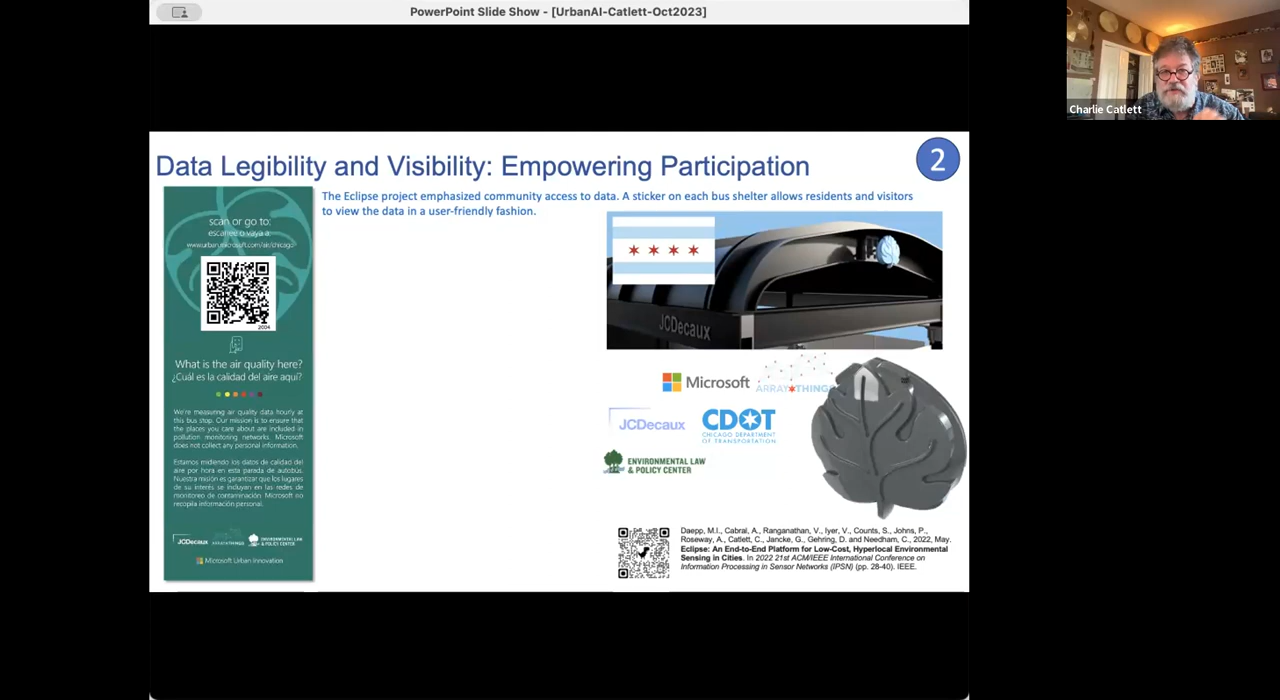 PowerPoint Slide Show - [UrbanAI-Catlett-Oct2023]
Charlie Catlett
Data Legibility and Visibility: Empowering Participation
2
The Eclipse project emphasized community access to data. A sticker on each bus shelter allows residents and visitors
to view the data in a user-friendly fashion.
scan or go to:
escanee o vaya a:
www.urban.microsoft.com/air/chicago
2004
What is the air quality here?
¿Cuál es la calidad del aire aquí?
We're measuring air quality data hourly at
this bus stop. Our mission is to ensure that
the places you care about are included in
pollution monitoring networks. Microsoft
does not collect any personal information.
Estamos midiendo los datos de calidad del
aire por hora en esta parada de autobús.
Nuestra misión es garantizar que los lugares
de su interés se incluyan en las redes de
monitoreo de contaminación. Microsoft no
recopila información personal.
JCDecaux
ENVIRONMENTAL LAW
& POLICY CENTER
Microsoft Urban Innovation
JCDecaux
Microsoft
ARRAY THINGS
JCDecaux
CDOT
CHICAGO DEPARTMENT
OF TRANSPORTATION
ENVIRONMENTAL LAW
& POLICY CENTER
Daepp, M.I., Cabral, A., Ranganathan, V., Iyer, V., Counts, S., Johns, P.,
Roseway, A., Catlett, C., Jancke, G., Gehring, D. and Needham, C., 2022, May.
Eclipse: An End-to-End Platform for Low-Cost, Hyperlocal Environmental
Sensing in Cities. In 2022 21st ACM/IEEE International Conference on
Information Processing in Sensor Networks (IPSN) (pp. 28-40). IEEE.